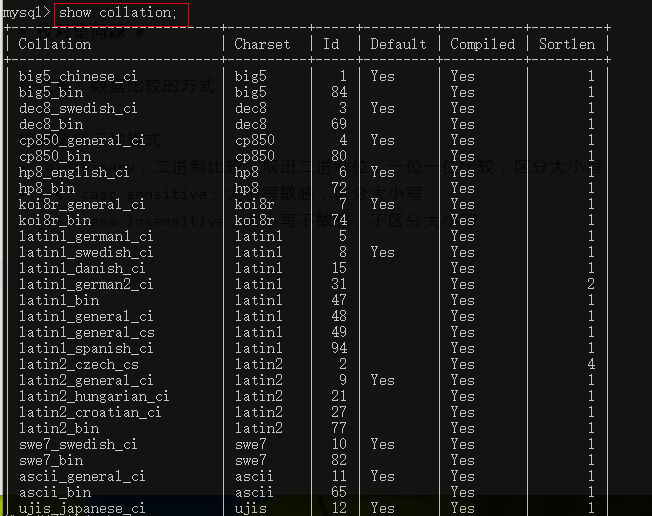 mysql> show collation;
| Collation | Charset | Id | Default | Compiled | Sortlen |
| big5_chinese_ci | big5 | 1 | Yes | Yes | 1 |
| big5_bin | big5 | 84 | | Yes | 1 |
| dec8_swedish_ci | dec8 | 3 | Yes | Yes | 1 |
| dec8_bin | dec8 | 69 | | Yes | 1 |
| cp850_general_ci | cp850 | 4 | Yes | Yes | 1 |
| cp850_bin | cp850 | 80 | | Yes | 1 |
| hp8_english_ci | hp8 | 6 | Yes | Yes | 1 |
| hp8_bin | hp8 | 72 | | Yes | 1 |
| koi8r_general_ci | koi8r | 7 | Yes | Yes | 1 |
| koi8r_bin | koi8r | 74 | | Yes | 1 |
| latin1_german1_ci | latin1 | 5 | | Yes | 1 |
| latin1_swedish_ci | latin1 | 8 | Yes | Yes | 1 |
| latin1_danish_ci | latin1 | 15 | | Yes | 1 |
| latin1_german2_ci | latin1 | 31 | | Yes | 2 |
| latin1_bin | latin1 | 47 | | Yes | 1 |
| latin1_general_ci | latin1 | 48 | | Yes | 1 |
| latin1_general_cs | latin1 | 49 | | Yes | 1 |
| latin1_spanish_ci | latin1 | 94 | | Yes | 1 |
| latin2_czech_cs | latin2 | 2 | | Yes | 4 |
| latin2_general_ci | latin2 | 9 | Yes | Yes | 1 |
| latin2_hungarian_ci | latin2 | 21 | | Yes | 1 |
| latin2_croatian_ci | latin2 | 27 | | Yes | 1 |
| latin2_bin | latin2 | 77 | | Yes | 1 |
| swe7_swedish_ci | swe7 | 10 | Yes | Yes | 1 |
| swe7_bin | swe7 | 82 | | Yes | 1 |
| ascii_general_ci | ascii | 11 | Yes | Yes | 1 |
| ascii_bin | ascii | 65 | | Yes | 1 |
| ujis_japanese_ci | ujis | 12 | Yes | Yes | 1 |